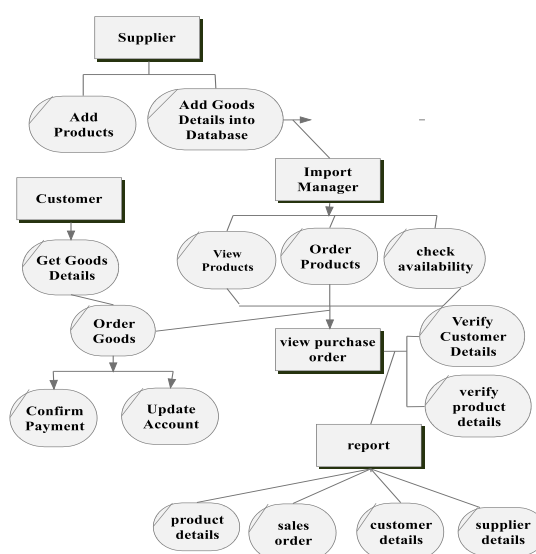 Supplier
Add
Products
Add Goods
Details into
Database
Import
Manager
Customer
Get Goods
Details
View
Products
Order
Products
check
availability
Order
Goods
view purchase
order
Verify
Customer
Details
verify
product
details
Confirm
Payment
Update
Account
report
product
details
sales
order
customer
details
supplier
details